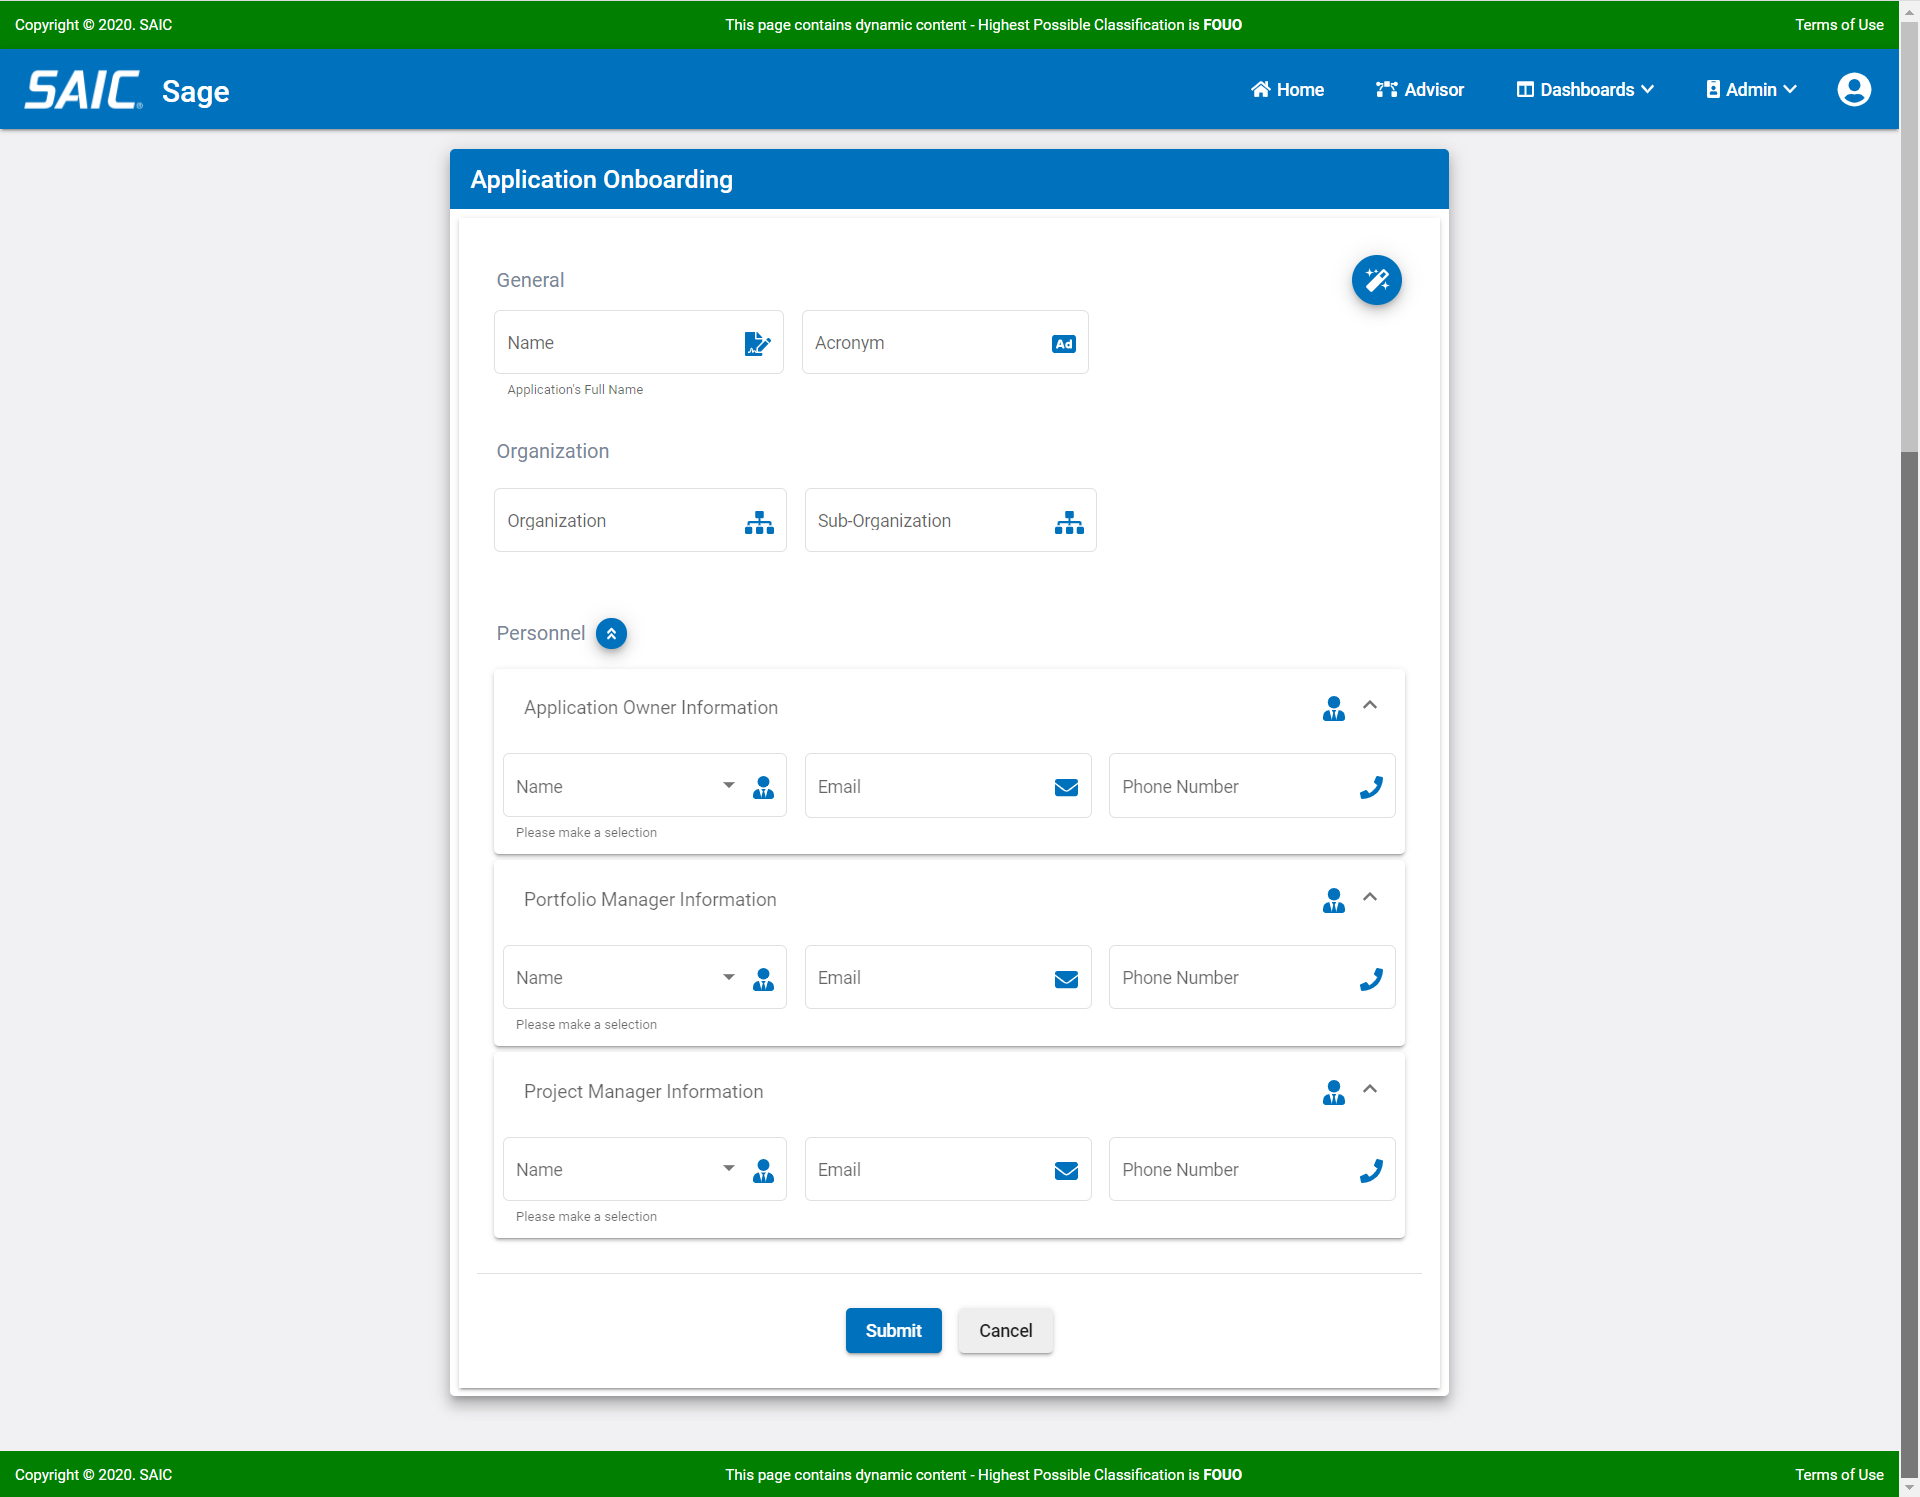 Copyright © 2020. SAIC
This page contains dynamic content - Highest Possible Classification is FOUO
Terms of Use
SAIC Sage
Home
Advisor
Dashboards
Admin
Application Onboarding
General
Name
Acronym
Ad
Application's Full Name
Organization
Organization
Sub-Organization
Personnel
Application Owner Information
Name
Email
Phone Number
Please make a selection
Portfolio Manager Information
Name
Email
Phone Number
Please make a selection
Project Manager Information
Name
Email
Phone Number
Please make a selection
Submit
Cancel
Copyright © 2020. SAIC
This page contains dynamic content - Highest Possible Classification is FOUO
Terms of Use